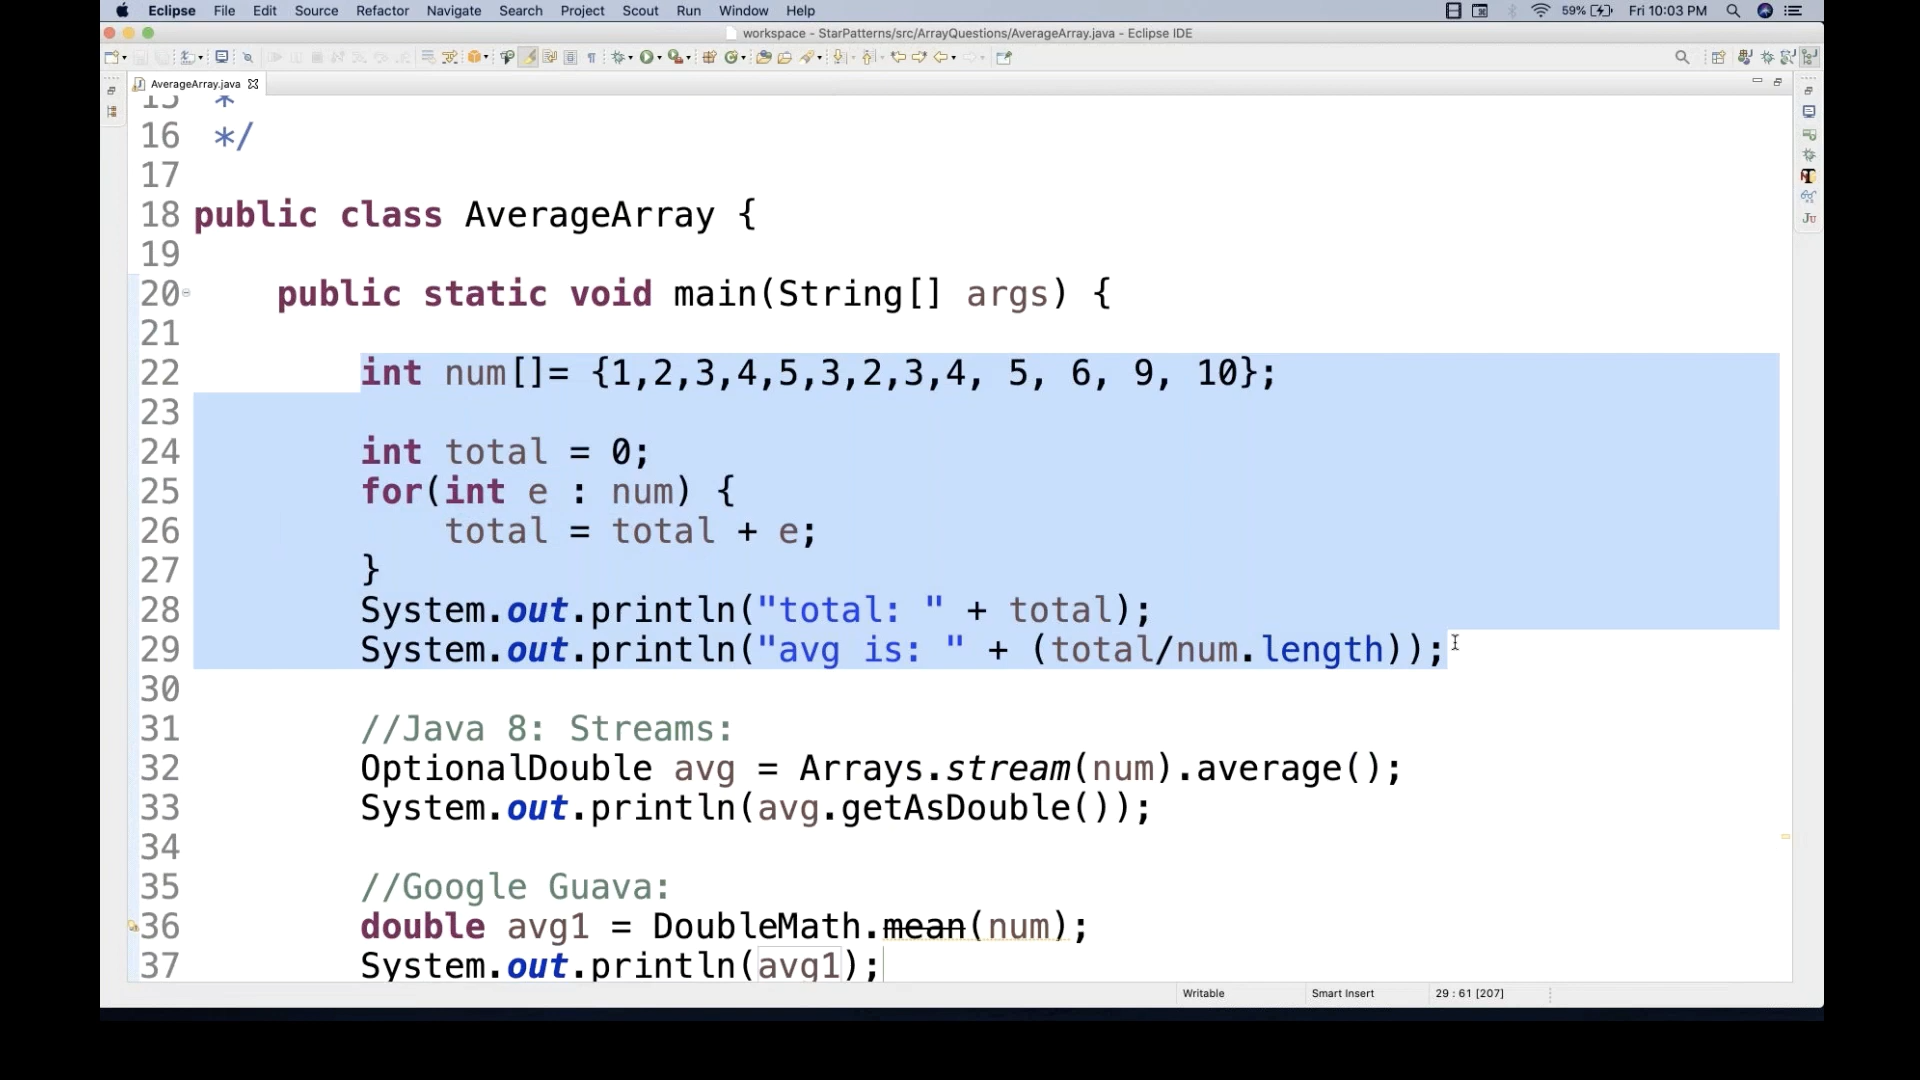 Eclipse File Edit Source Refactor Navigate Search Project Scout Run Window Help 59% Fri 10:03 PM
workspace - StarPatterns/src/ArrayQuestions/AverageArray.java - Eclipse IDE
AverageArray.java
15 *
16 */
17
18 public class AverageArray {
19
20 public static void main(String[] args) {
21
22 int num[]= {1,2,3,4,5,3,2,3,4, 5, 6, 9, 10};
23
24 int total = 0;
25 for(int e : num) {
26 total = total + e;
27 }
28 System.out.println("total: " + total);
29 System.out.println("avg is: " + (total/num.length));
30
31 //Java 8: Streams:
32 OptionalDouble avg = Arrays.stream(num).average();
33 System.out.println(avg.getAsDouble());
34
35 //Google Guava:
36 double avg1 = DoubleMath.mean(num);
37 System.out.println(avg1);
Writable Smart Insert 29 : 61 [207]